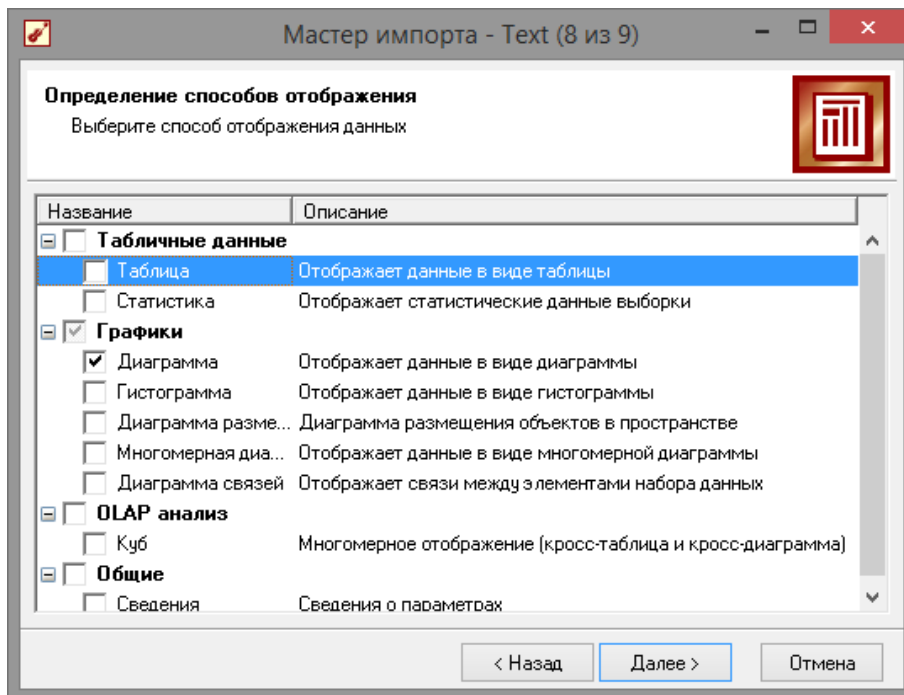 Мастер импорта - Text (8 из 9)
Определение способов отображения
Выберите способ отображения данных
Название Описание
Табличные данные
Таблица Отображает данные в виде таблицы
Статистика Отображает статистические данные выборки
Графики
Диаграмма Отображает данные в виде диаграммы
Гистограмма Отображает данные в виде гистограммы
Диаграмма разме... Диаграмма размещения объектов в пространстве
Многомерная диа... Отображает данные в виде многомерной диаграммы
Диаграмма связей Отображает связи между элементами набора данных
OLAP анализ
Куб Многомерное отображение (кросс-таблица и кросс-диаграмма)
Общие
Сведения Сведения о параметрах
< Назад Далее > Отмена